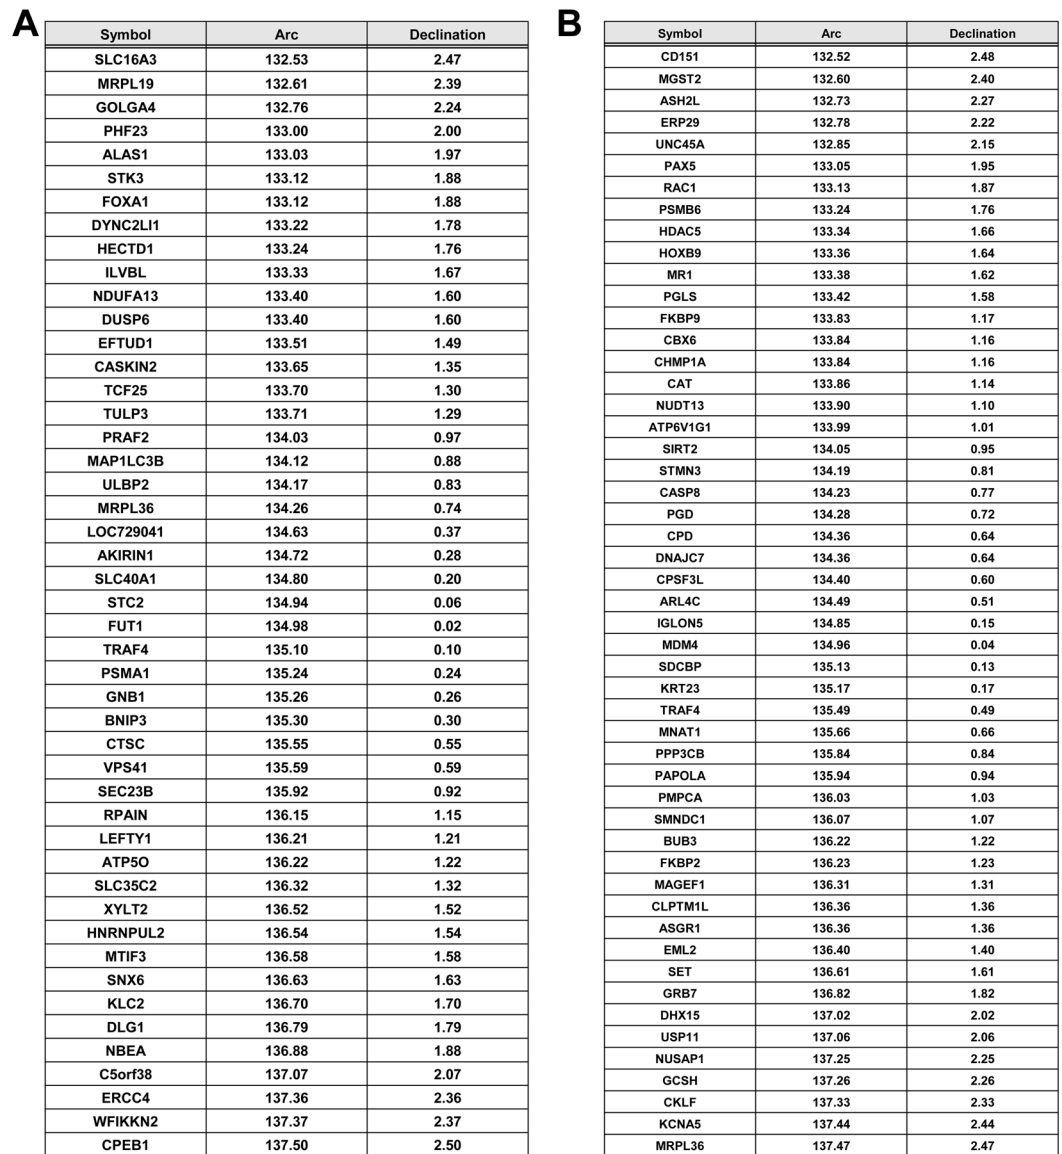 A
Symbol Arc Declination
SLC16A3 132.53 2.47
MRPL19 132.61 2.39
GOLGA4 132.76 2.24
PHF23 133.00 2.00
ALAS1 133.03 1.97
STK3 133.12 1.88
FOXA1 133.12 1.88
DYNC2LI1 133.22 1.78
HECTD1 133.24 1.76
ILVBL 133.33 1.67
NDUFA13 133.40 1.60
DUSP6 133.40 1.60
EFTUD1 133.51 1.49
CASKIN2 133.65 1.35
TCF25 133.70 1.30
TULP3 133.71 1.29
PRAF2 134.03 0.97
MAP1LC3B 134.12 0.88
ULBP2 134.17 0.83
MRPL36 134.26 0.74
LOC729041 134.63 0.37
AKIRIN1 134.72 0.28
SLC40A1 134.80 0.20
STC2 134.94 0.06
FUT1 134.98 0.02
TRAF4 135.10 0.10
PSMA1 135.24 0.24
GNB1 135.26 0.26
BNIP3 135.30 0.30
CTSC 135.55 0.55
VPS41 135.59 0.59
SEC23B 135.92 0.92
RPAIN 136.15 1.15
LEFTY1 136.21 1.21
ATP5O 136.22 1.22
SLC35C2 136.32 1.32
XYLT2 136.52 1.52
HNRNPUL2 136.54 1.54
MTIF3 136.58 1.58
SNX6 136.63 1.63
KLC2 136.70 1.70
DLG1 136.79 1.79
NBEA 136.88 1.88
C5orf38 137.07 2.07
ERCC4 137.36 2.36
WFIKKN2 137.37 2.37
CPEB1 137.50 2.50
B
Symbol Arc Declination
CD151 132.52 2.48
MGST2 132.60 2.40
ASH2L 132.73 2.27
ERP29 132.78 2.22
UNC45A 132.85 2.15
PAX5 133.05 1.95
RAC1 133.13 1.87
PSMB6 133.24 1.76
HDAC5 133.34 1.66
HOXB9 133.36 1.64
MR1 133.38 1.62
PGLS 133.42 1.58
FKBP9 133.83 1.17
CBX6 133.84 1.16
CHMP1A 133.84 1.16
CAT 133.86 1.14
NUDT13 133.90 1.10
ATP6V1G1 133.99 1.01
SIRT2 134.05 0.95
STMN3 134.19 0.81
CASP8 134.23 0.77
PGD 134.28 0.72
CPD 134.36 0.64
DNAJC7 134.36 0.64
CPSF3L 134.40 0.60
ARL4C 134.49 0.51
IGLON5 134.85 0.15
MDM4 134.96 0.04
SDCBP 135.13 0.13
KRT23 135.17 0.17
TRAF4 135.49 0.49
MNAT1 135.66 0.66
PPP3CB 135.84 0.84
PAPOLA 135.94 0.94
PMPCA 136.03 1.03
SMNDC1 136.07 1.07
BUB3 136.22 1.22
FKBP2 136.23 1.23
MAGEF1 136.31 1.31
CLPTM1L 136.36 1.36
ASGR1 136.36 1.36
EML2 136.40 1.40
SET 136.61 1.61
GRB7 136.82 1.82
DHX15 137.02 2.02
USP11 137.06 2.06
NUSAP1 137.25 2.25
GCSH 137.26 2.26
CKLF 137.33 2.33
KCNA5 137.44 2.44
MRPL36 137.47 2.47